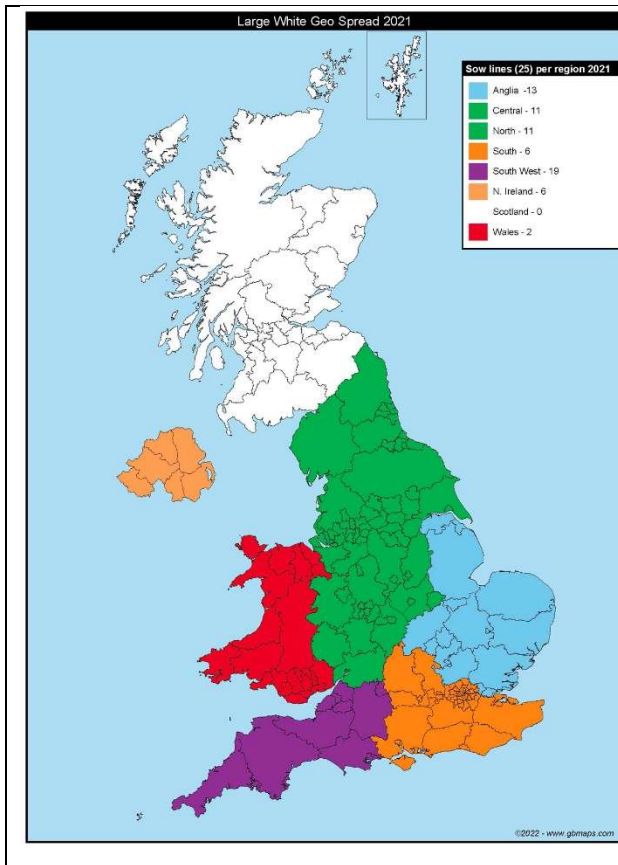 Large White Geo Spread 2021
Sow lines (25) per region 2021
Anglia -13
Central - 11
North - 11
South - 6
South West - 19
N. Ireland - 6
Scotland - 0
Wales - 2
©2022 - www.gbmaps.com